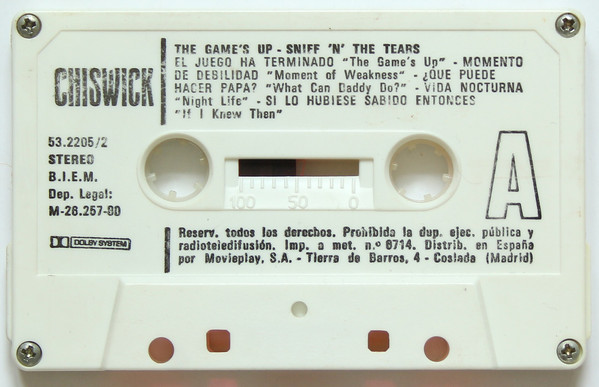 CHISWICK
THE GAME'S UP - SNIFF 'N' THE TEARS
EL JUEGO HA TERMINADO "The Game's Up" - MOMENTO
DE DEBILIDAD "Moment of Weakness" - ¿QUE PUEDE
HACER PAPA? "What Can Daddy Do?" - VIDA NOCTURNA
"Night Life" - SI LO HUBIESE SABIDO ENTONCES
"If I Knew Then"
53.2205/2
STEREO
B.I.E.M.
Dep. Legal:
M-26.257-80
DOLBY SYSTEM
100 50 0
A
Reserv. todos los derechos. Prohibida la dup. ejec. pública y
radioteledifusión. Imp. a met. n.º 6714. Distrib. en España
por Movieplay, S.A. - Tierra de Barros, 4 - Coslada (Madrid)